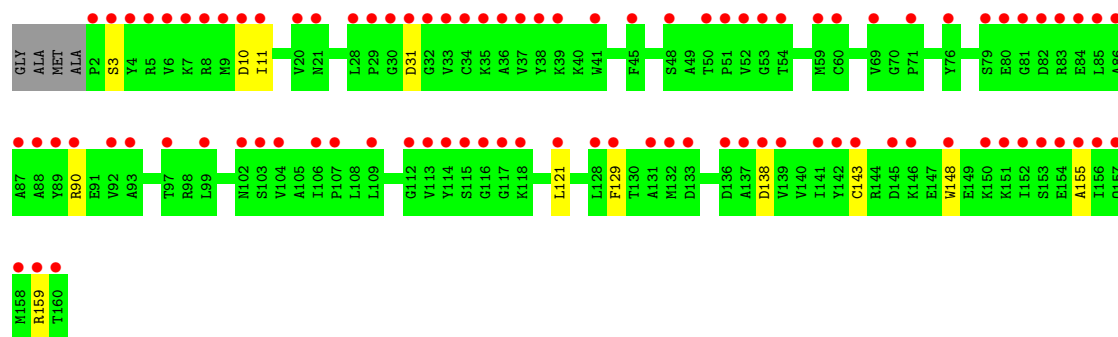 GLY ALA MET ALA P2 S3 Y4 R5 V6 K7 R8 M9 D10 I11 V20 N21 L28 P29 G30 D31 G32 V33 C34 K35 A36 V37 Y38 K39 K40 W41 F45 S48 A49 T50 P51 V52 G53 T54 M59 C60 V69 G70 P71 Y76 S79 E80 G81 D82 R83 E84 L85 A86
A87 A88 Y89 R90 E91 V92 A93 T97 R98 L99 N102 S103 V104 A105 I106 P107 L108 L109 G112 V113 Y114 S115 G116 G117 K118 L121 L128 F129 T130 A131 M132 D133 D136 A137 D138 V139 V140 I141 Y142 C143 R144 D145 K146 E147 W148 E149 K150 K151 I152 S153 E154 A155 I156 Q157
M158 R159 T160